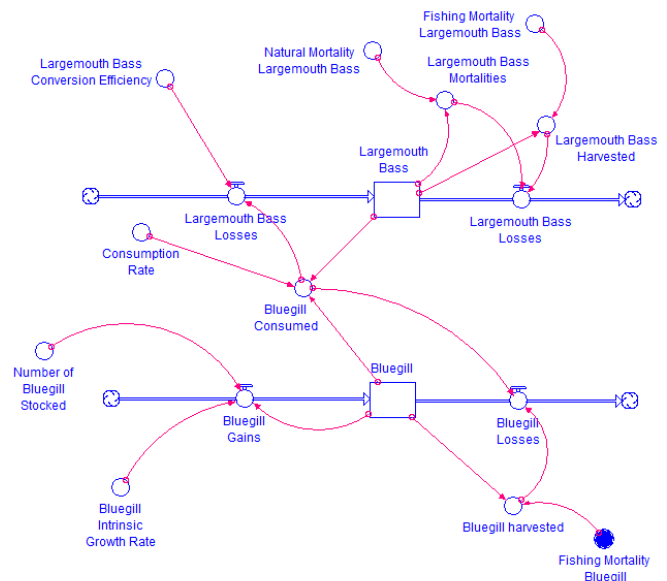 Fishing Mortality
Largemouth Bass
Natural Mortality
Largemouth Bass
Largemouth Bass
Mortalities
Largemouth Bass
Conversion Efficiency
Largemouth Bass
Harvested
Largemouth
Bass
Largemouth Bass
Losses
Largemouth Bass
Losses
Consumption
Rate
Bluegill
Consumed
Number of
Bluegill
Stocked
Bluegill
Bluegill
Gains
Bluegill
Losses
Bluegill
Intrinsic
Growth Rate
Bluegill harvested
Fishing Mortality
Bluegill